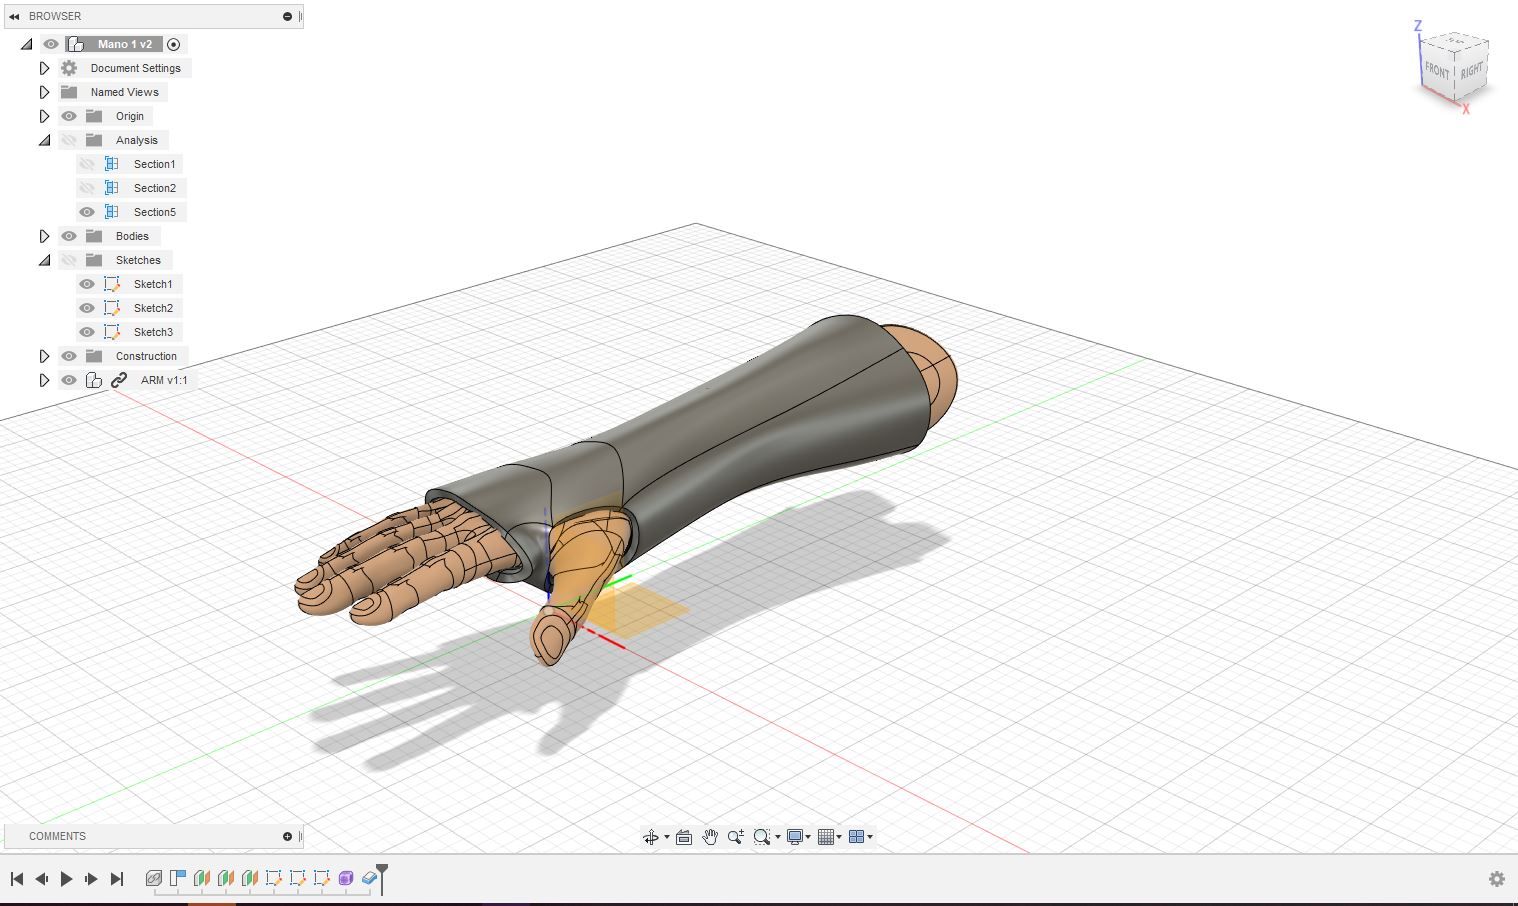 BROWSER
Mano 1 v2
Document Settings
Named Views
Origin
Analysis
Section1
Section2
Section5
Bodies
Sketches
Sketch1
Sketch2
Sketch3
Construction
ARM v1:1
Z
TOP
FRONT
RIGHT
X
COMMENTS